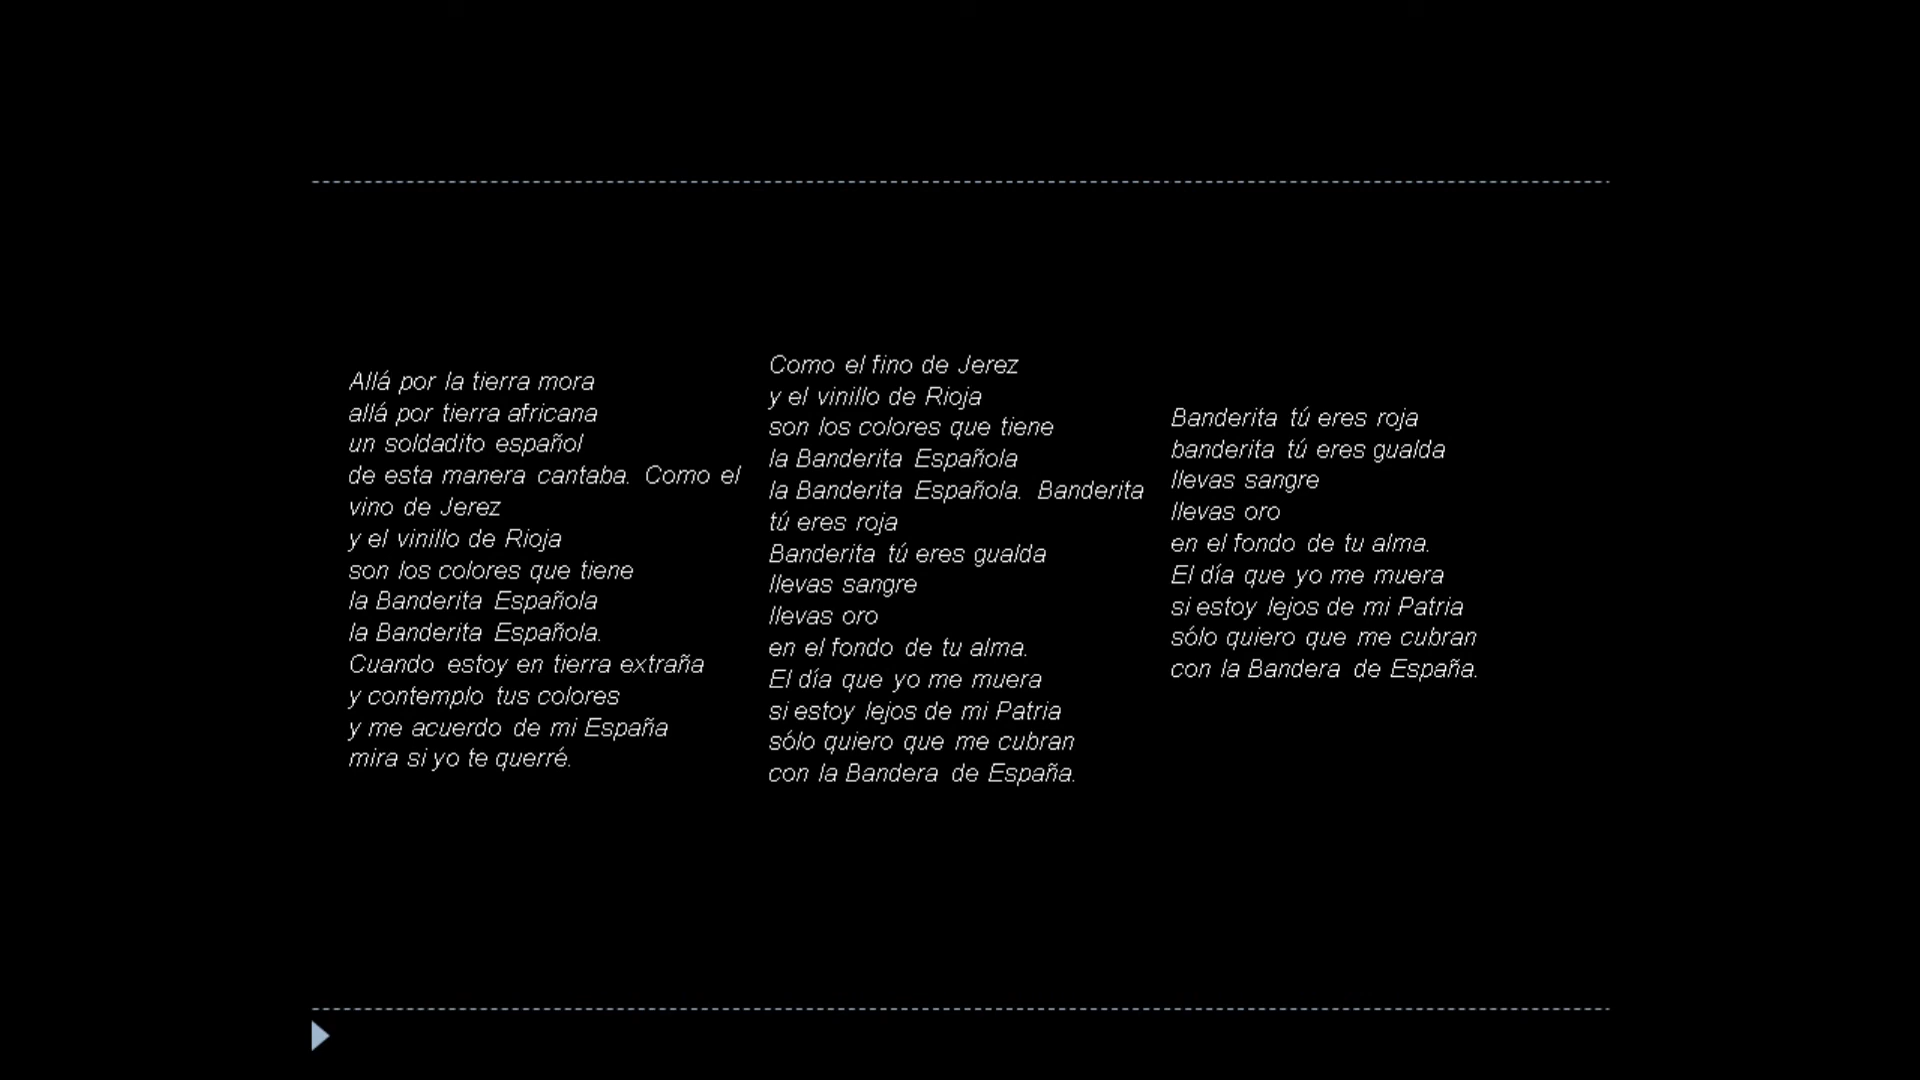 Allá por la tierra mora
allá por tierra africana
un soldadito español
de esta manera cantaba. Como el
vino de Jerez
y el vinillo de Rioja
son los colores que tiene
la Banderita Española
la Banderita Española.
Cuando estoy en tierra extraña
y contemplo tus colores
y me acuerdo de mi España
mira si yo te querré.
Como el fino de Jerez
y el vinillo de Rioja
son los colores que tiene
la Banderita Española
la Banderita Española. Banderita
tú eres roja
Banderita tú eres gualda
llevas sangre
llevas oro
en el fondo de tu alma.
El día que yo me muera
si estoy lejos de mi Patria
sólo quiero que me cubran
con la Bandera de España.
Banderita tú eres roja
banderita tú eres gualda
llevas sangre
llevas oro
en el fondo de tu alma.
El día que yo me muera
si estoy lejos de mi Patria
sólo quiero que me cubran
con la Bandera de España.